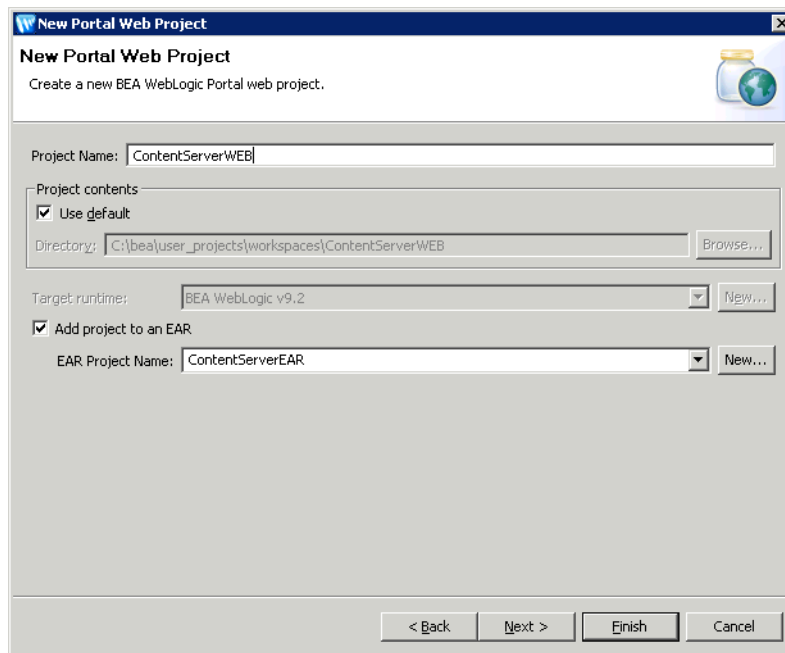 New Portal Web Project
New Portal Web Project
Create a new BEA WebLogic Portal web project.
Project Name: ContentServerWEB
Project contents
Use default
Directory: C:\bea\user_projects\workspaces\ContentServerWEB Browse...
Target runtime: BEA WebLogic v9.2 New...
Add project to an EAR
EAR Project Name: ContentServerEAR New...
< Back Next > Finish Cancel